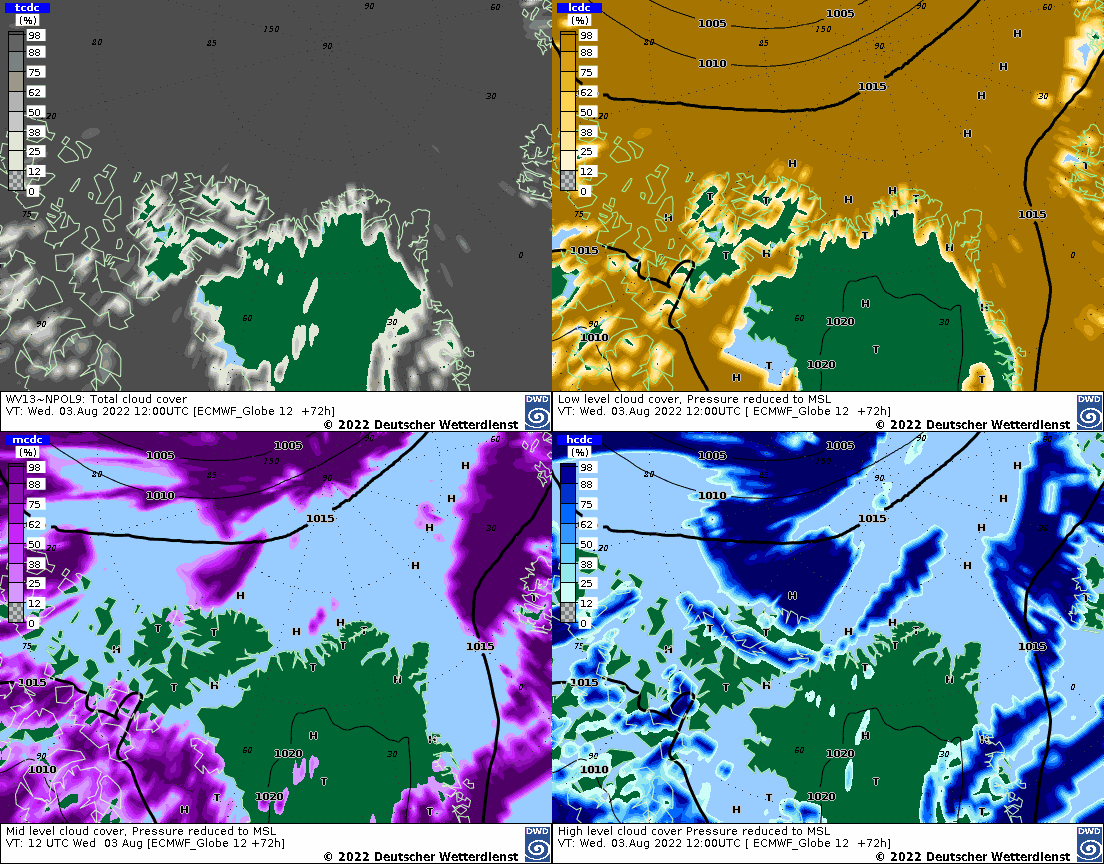 tcdc
(%)
98
88
75
62
50
38
25
12
0
80
85
150
90
90
60
30
20
75
0
60
30
90
WV13~NPOL9: Total cloud cover
VT: Wed. 03.Aug 2022 12:00UTC [ECMWF_Globe 12 +72h]
© 2022 Deutscher Wetterdienst
DWD
lcdc
(%)
98
88
75
62
50
38
25
12
0
1005
1005
1010
1015
80
85
90
90
60
30
20
H
H
H
H
H
H
T
T
H
H
H
T
T
T
T
H
H
1015
1015
H
0
1020
60
30
H
T
1020
T
H
T
90
1010
Low level cloud cover, Pressure reduced to MSL
VT: Wed. 03.Aug 2022 12:00UTC [ ECMWF_Globe 12 +72h]
© 2022 Deutscher Wetterdienst
DWD
mcdc
(%)
98
88
75
62
50
38
25
12
0
1005
1005
1010
1015
80
85
150
90
90
60
30
20
H
H
H
H
T
T
H
H
H
T
T
T
H
H
T
75
1015
1015
0
H
1020
60
30
H
T
1020
T
H
T
90
1010
Mid level cloud cover, Pressure reduced to MSL
VT: 12 UTC Wed 03 Aug [ECMWF_Globe 12 +72h]
© 2022 Deutscher Wetterdienst
DWD
hcdc
(%)
98
88
75
62
50
38
25
12
0
1005
1005
1010
1015
80
85
150
90
90
60
30
20
H
H
H
H
T
T
H
H
H
T
T
T
H
H
T
75
1015
1015
0
H
1020
60
30
H
T
1020
T
H
T
90
1010
High level cloud cover Pressure reduced to MSL
VT: Wed. 03.Aug 2022 12:00UTC [ ECMWF_Globe 12 +72h]
© 2022 Deutscher Wetterdienst
DWD